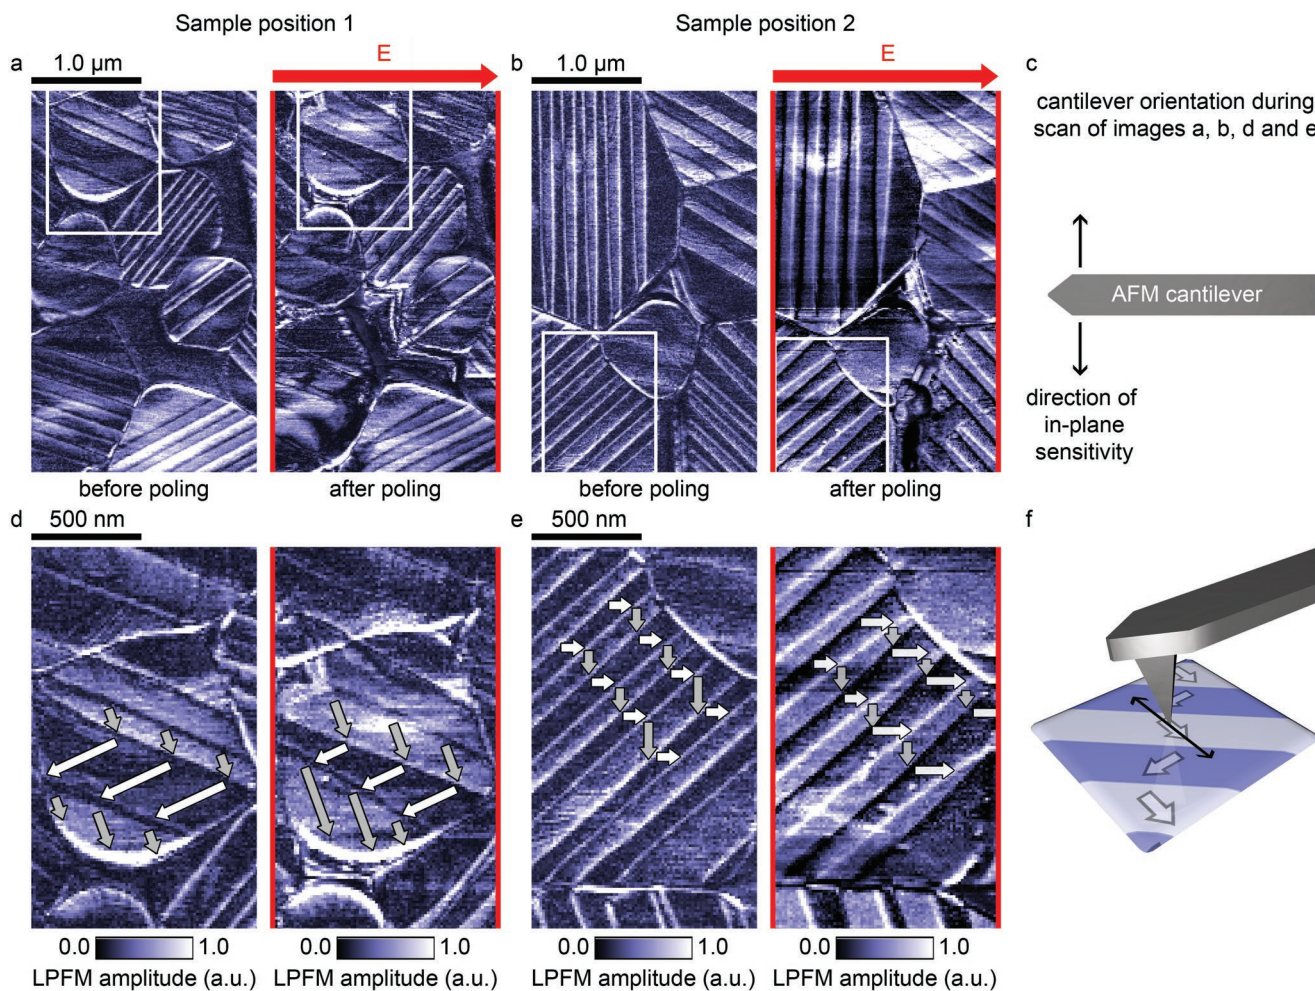 Sample position 1
Sample position 2
a
1.0 µm
E
b
1.0 µm
E
c
cantilever orientation during
scan of images a, b, d and e
AFM cantilever
direction of
in-plane
sensitivity
before poling
after poling
before poling
after poling
d
500 nm
e
500 nm
f
0.0
1.0
0.0
1.0
0.0
1.0
0.0
1.0
LPFM amplitude (a.u.)
LPFM amplitude (a.u.)
LPFM amplitude (a.u.)
LPFM amplitude (a.u.)